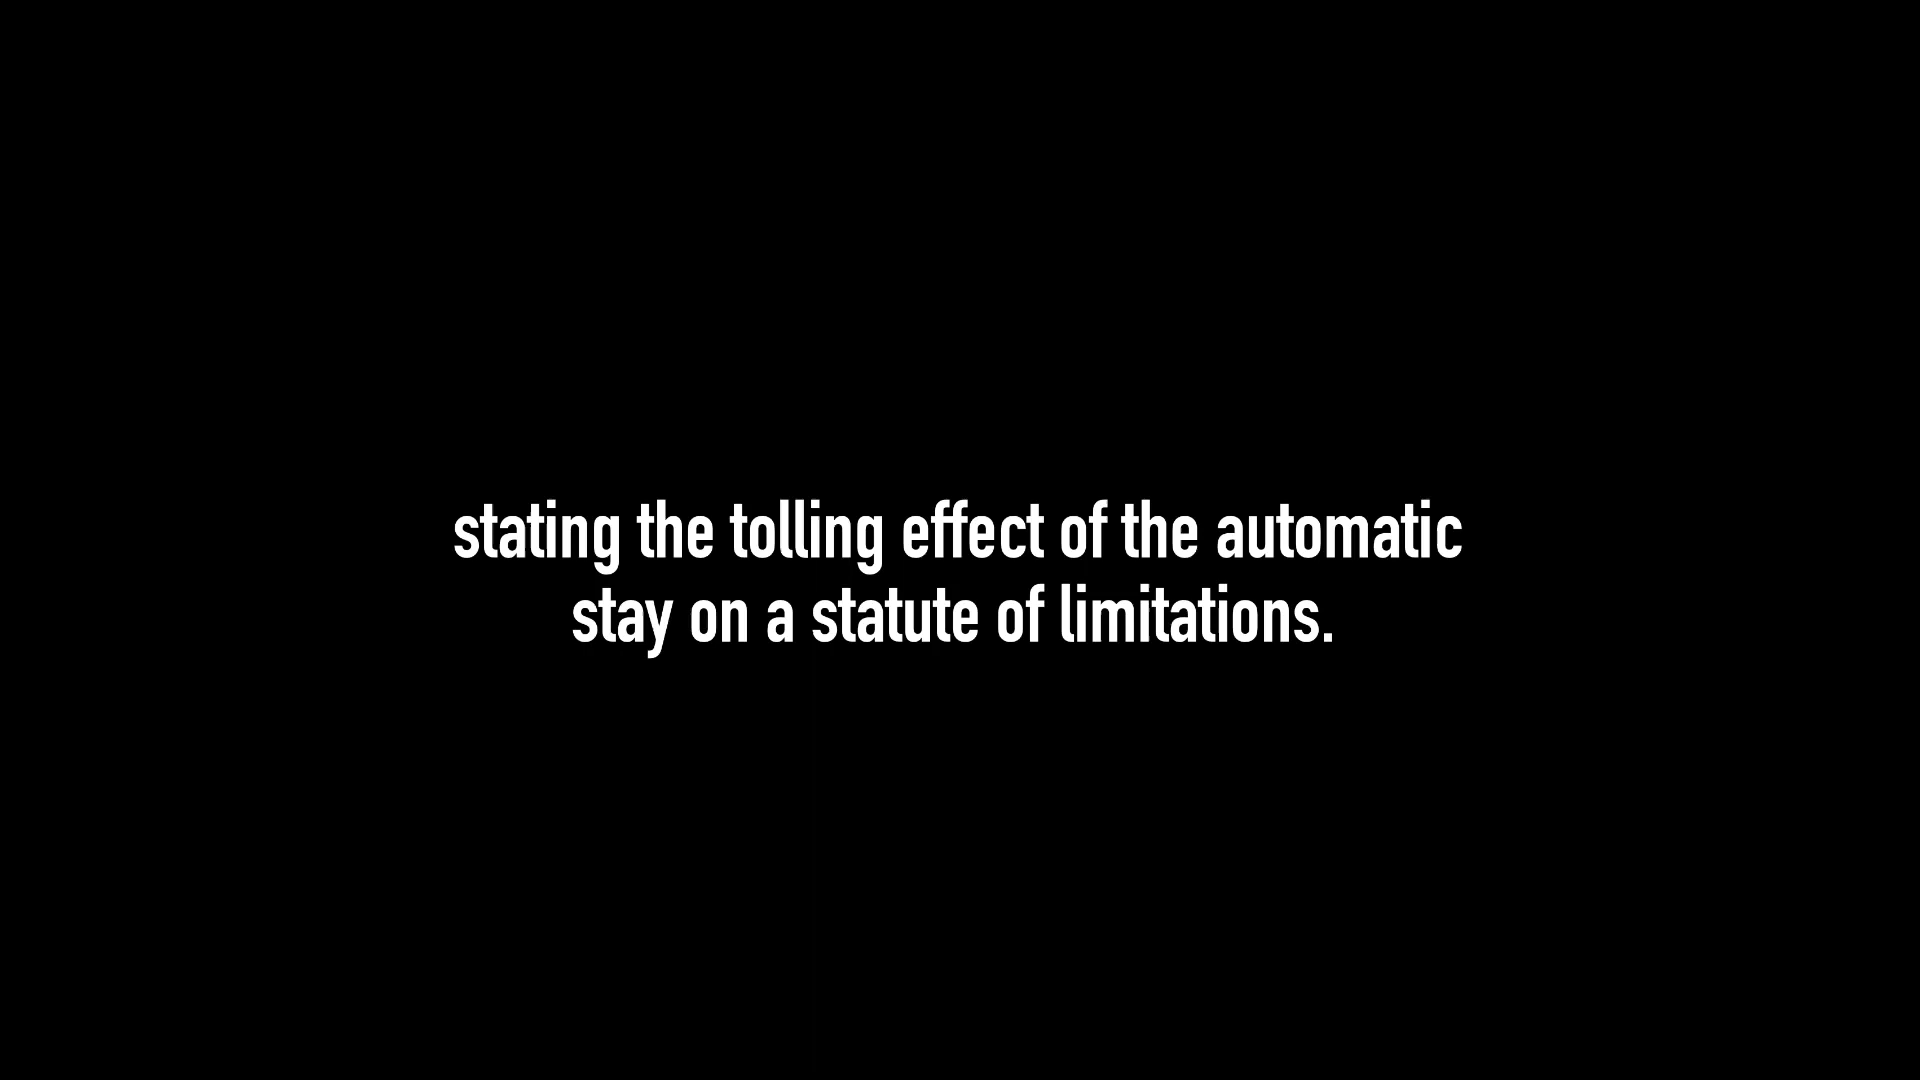 stating the tolling effect of the automatic
stay on a statute of limitations.